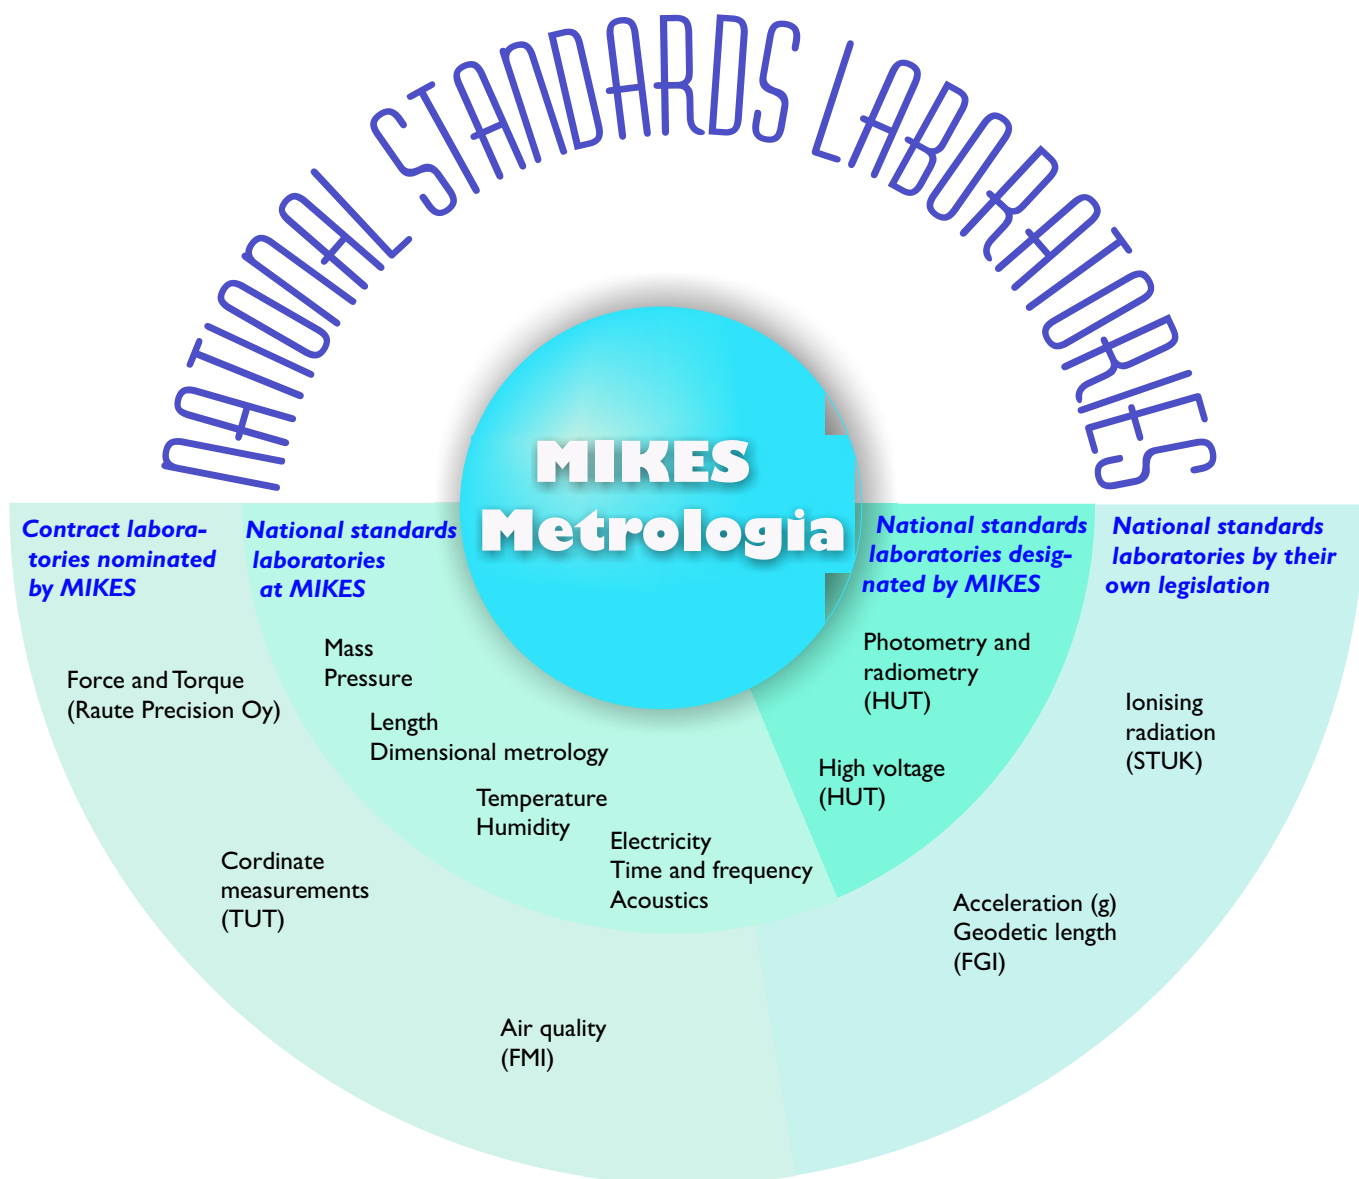 NATIONAL STANDARDS LABORATORIES
MIKES
Metrologia
Contract labora-
tories nominated
by MIKES
Force and Torque
(Raute Precision Oy)
Cordinate
measurements
(TUT)
Air quality
(FMI)
National standards
laboratories
at MIKES
Mass
Pressure
Length
Dimensional metrology
Temperature
Humidity
Electricity
Time and frequency
Acoustics
National standards
laboratories desig-
nated by MIKES
Photometry and
radiometry
(HUT)
High voltage
(HUT)
National standards
laboratories by their
own legislation
Ionising
radiation
(STUK)
Acceleration (g)
Geodetic length
(FGI)